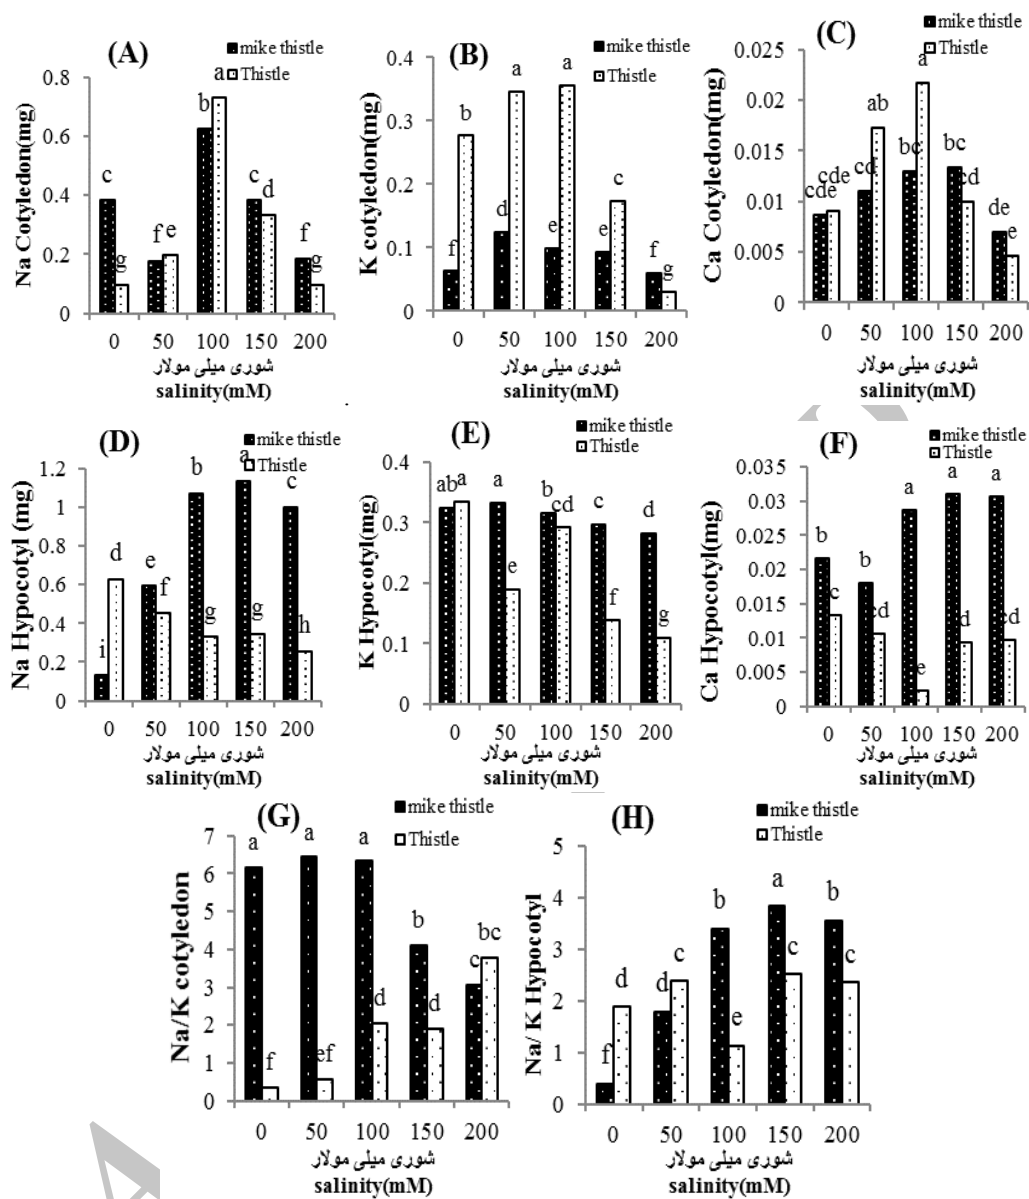 (A)
mike thistle
Thistle
Na Cotyledon(mg)
0.8
0.6
0.4
0.2
0
c
g
f
e
b
a
c
d
f
g
0 50 100 150 200
شوری میلی مولار
salinity(mM)
(B)
mike thistle
Thistle
K cotyledon(mg)
0.4
0.3
0.2
0.1
0
f
b
d
a
e
a
e
c
f
g
0 50 100 150 200
شوری میلی مولار
salinity(mM)
(C)
mike thistle
Thistle
Ca Cotyledon(mg)
0.025
0.02
0.015
0.01
0.005
0
cde
cde
cd
ab
bc
a
bc
cd
de
e
0 50 100 150 200
شوری میلی مولار
salinity(mM)
(D)
mike thistle
Thistle
Na Hypocotyl (mg)
1.2
1
0.8
0.6
0.4
0.2
0
i
d
e
f
b
g
a
g
c
h
0 50 100 150 200
شوری میلی مولار
salinity(mM)
(E)
mike thistle
Thistle
K Hypocotyl(mg)
0.4
0.3
0.2
0.1
0
ab
a
a
e
b
cd
c
f
d
g
0 50 100 150 200
شوری میلی مولار
salinity(mM)
(F)
mike thistle
Thistle
Ca Hypocotyl(mg)
0.035
0.03
0.025
0.02
0.015
0.01
0.005
0
b
c
b
cd
a
e
a
cd
a
cd
0 50 100 150 200
شوری میلی مولار
salinity(mM)
(G)
mike thistle
Thistle
Na/K cotyledon
7
6
5
4
3
2
1
0
a
f
a
ef
a
d
b
d
c
bc
0 50 100 150 200
شوری میلی مولار
salinity(mM)
(H)
mike thistle
Thistle
Na/ K Hypocotyl
5
4
3
2
1
0
f
d
d
c
b
e
a
c
b
c
0 50 100 150 200
شوری میلی مولار
salinity(mM)